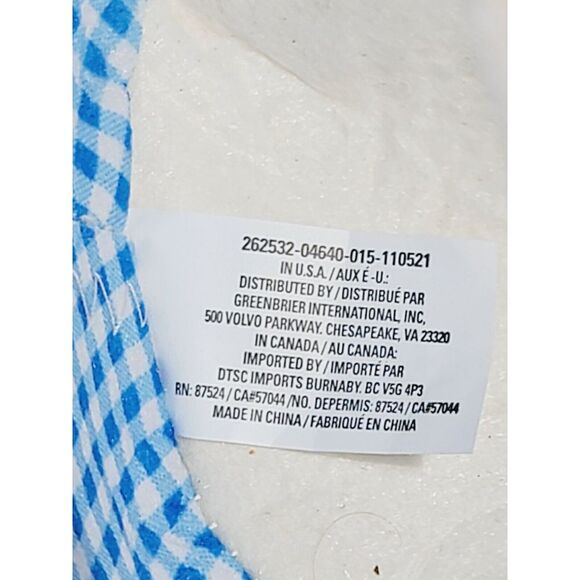 262532-04640-015-110521
IN U.S.A./AUX É-U.:
DISTRIBUTED BY/DISTRIBUÉ PAR
GREENBRIER INTERNATIONAL, INC,
500 VOLVO PARKWAY. CHESAPEAKE, VA 23320
IN CANADA/AU CANADA:
IMPORTED BY/IMPORTÉ PAR
DTSC IMPORTS BURNABY. BC V5G 4P3
RN: 87524/CA#57044/NO. DEPERMIS: 87524/CA#57044
MADE IN CHINA/FABRIQUÉ EN CHINA